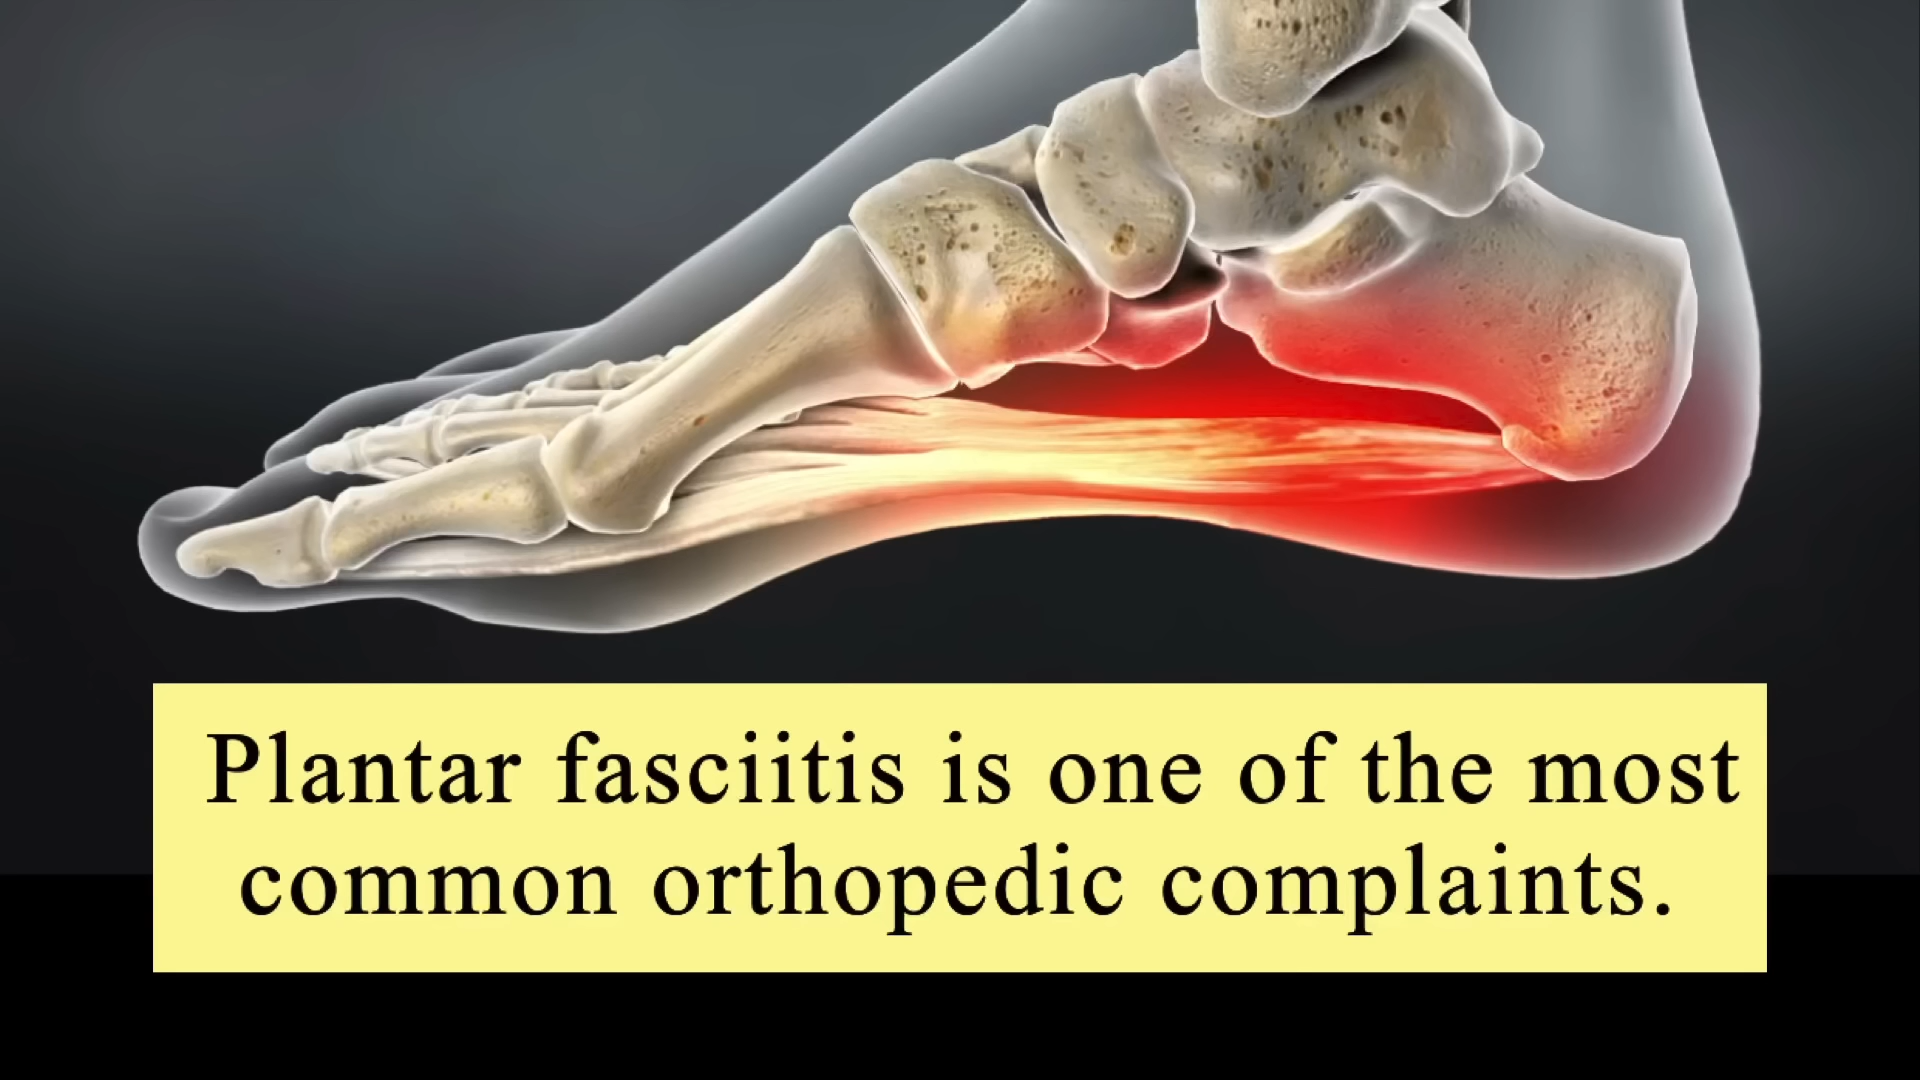 Plantar fasciitis is one of the most
common orthopedic complaints.